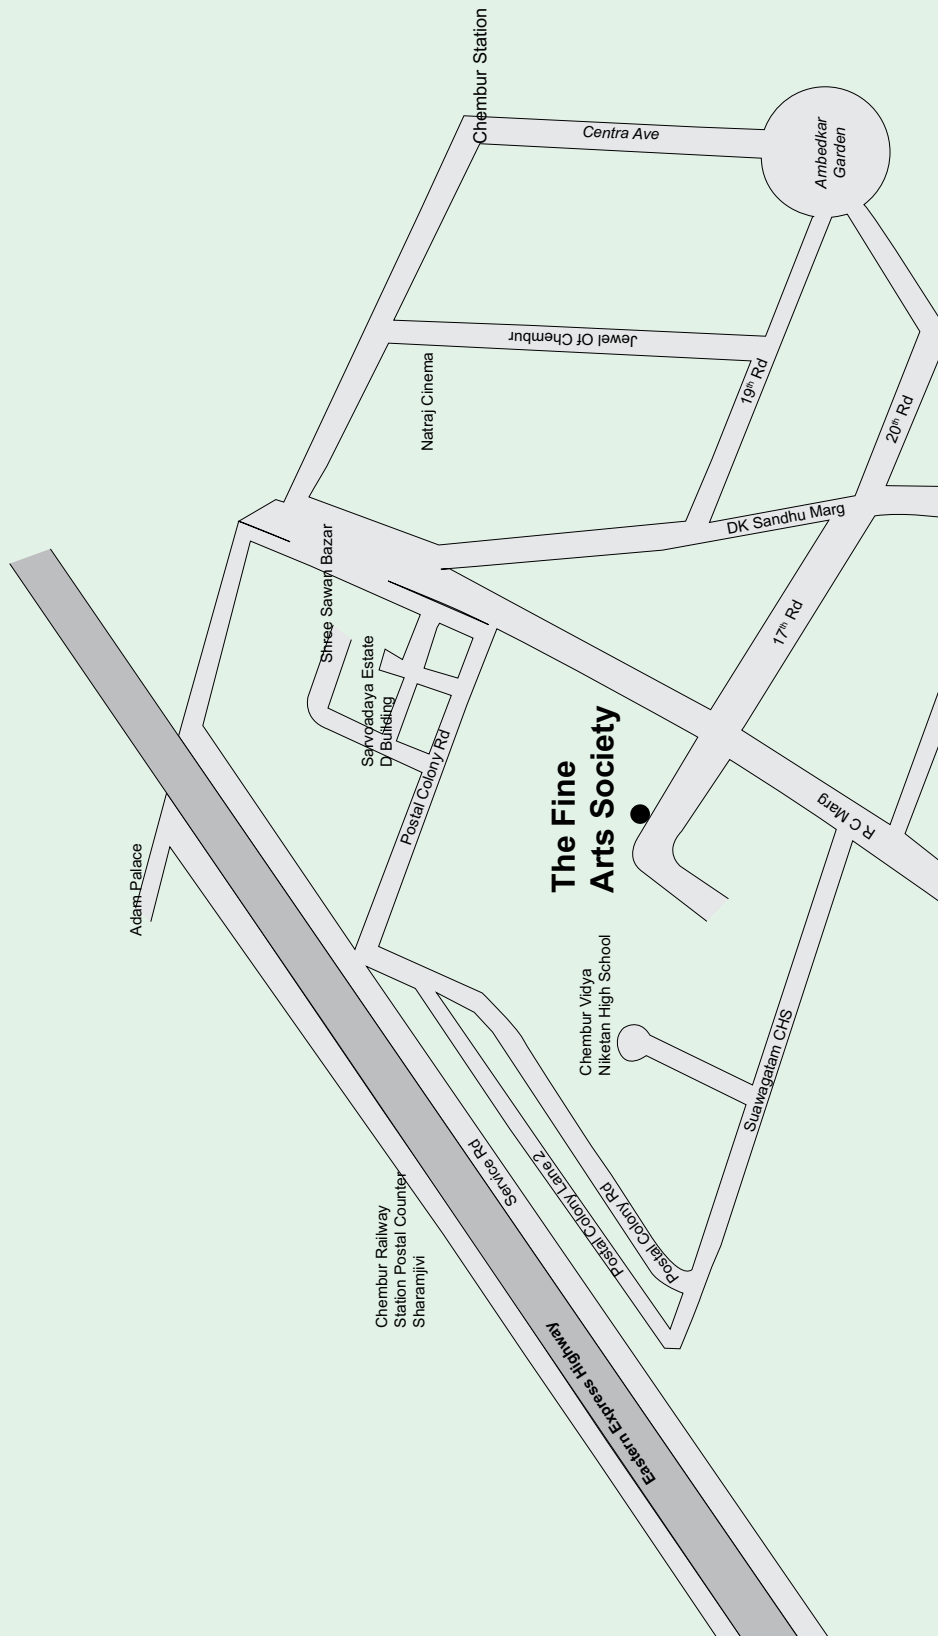 Chembur Station
Centra Ave
Ambedkar
Garden
Jewel Of Chembur
Natraj Cinema
19th Rd
20th Rd
DK Sandhu Marg
Shree Sawan Bazar
17th Rd
Sarvoadaya Estate
D Building
Postal Colony Rd
The Fine
Arts Society
R C Marg
Adam Palace
Chembur Vidya
Niketan High School
Suawagatam CHS
Service Rd
Postal Colony Lane 2
Postal Colony Rd
Chembur Railway
Station Postal Counter
Sharamjivi
Eastern Express Highway